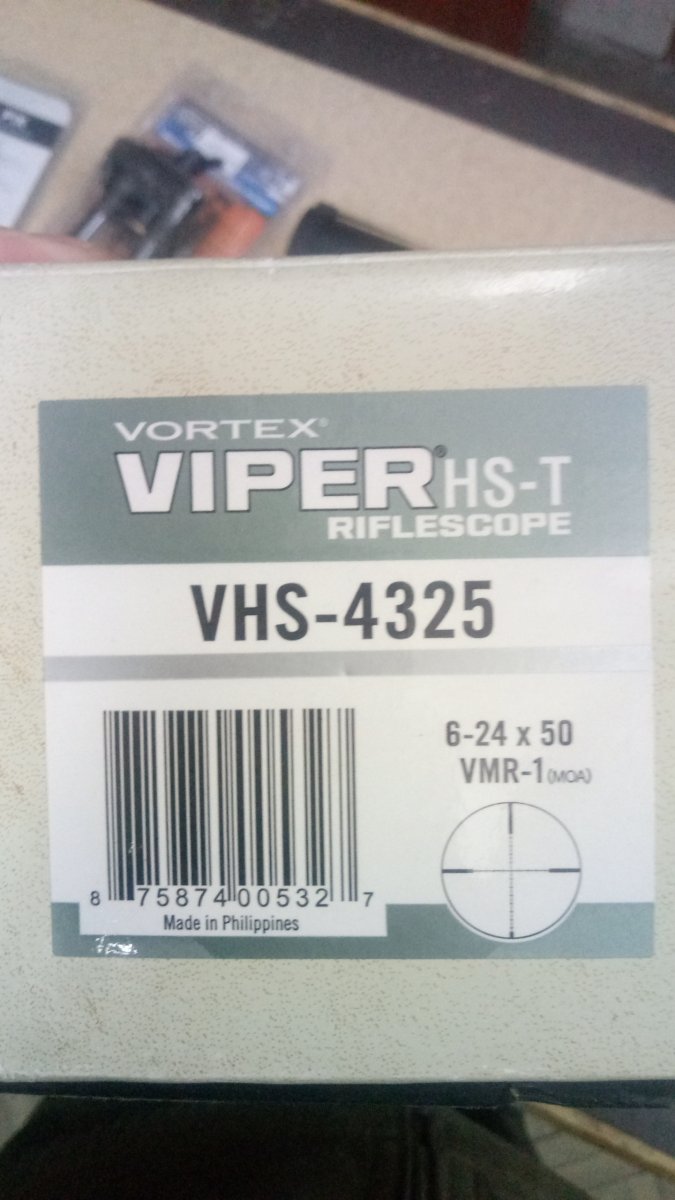 VORTEX®
VIPER® HS-T
RIFLESCOPE
VHS-4325
6-24 x 50
VMR-1 (MOA)
8 75874 00532 7
Made in Philippines